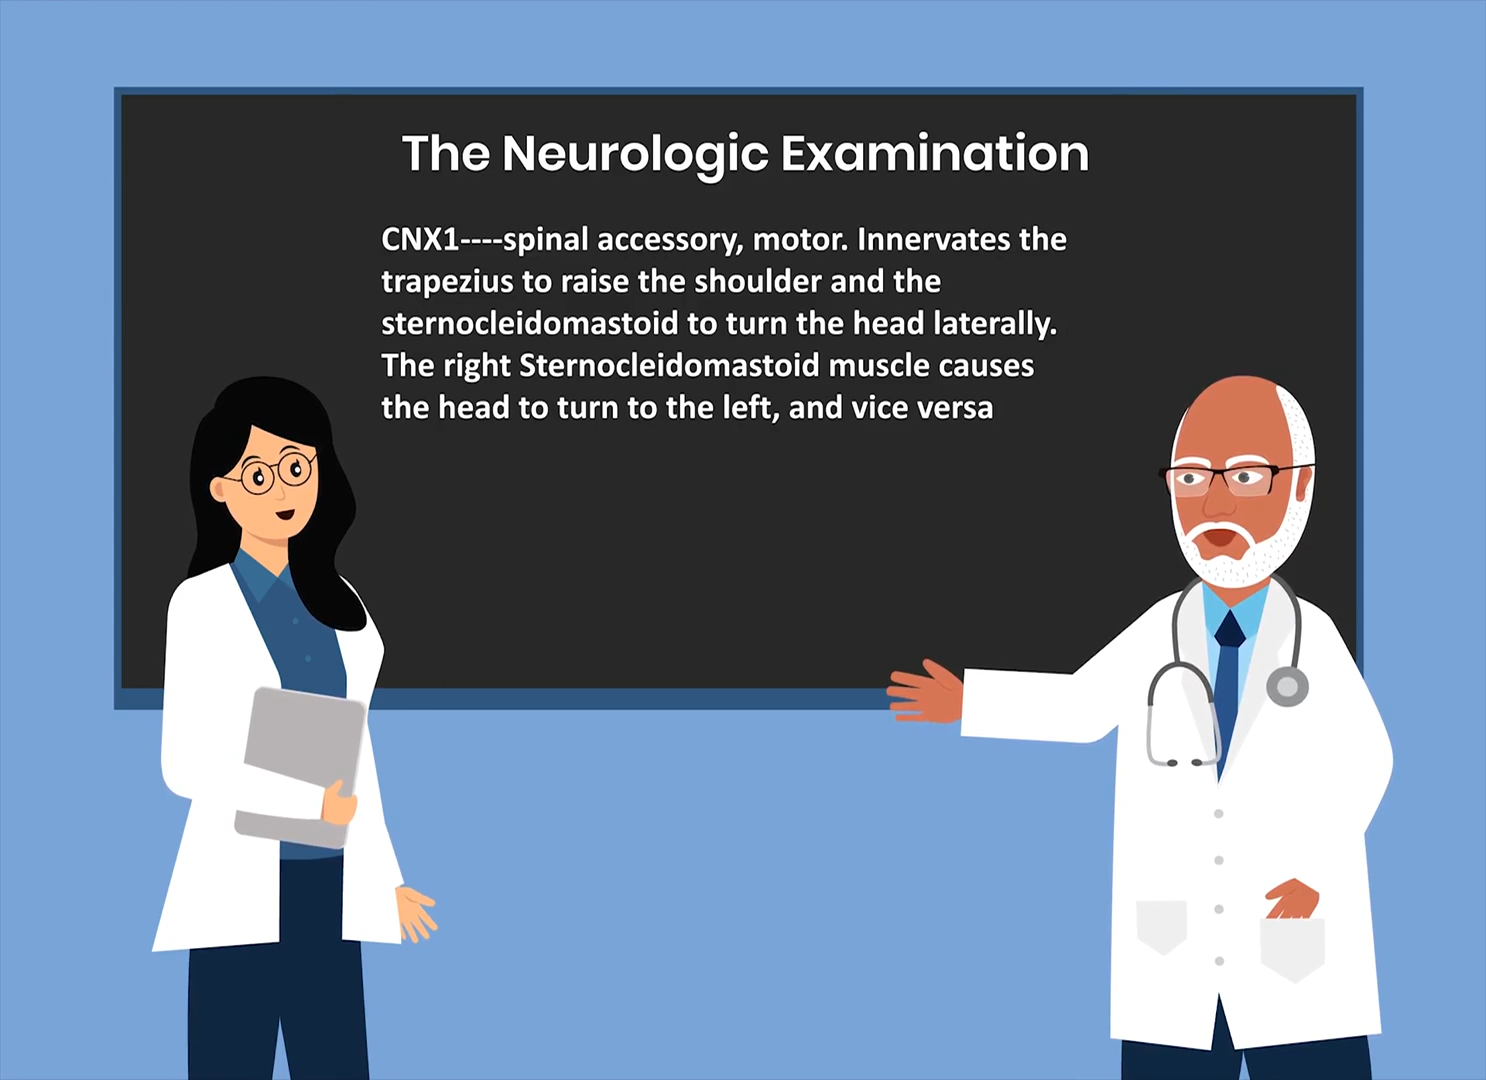 The Neurologic Examination
CNX1----spinal accessory, motor. Innervates the
trapezius to raise the shoulder and the
sternocleidomastoid to turn the head laterally.
The right Sternocleidomastoid muscle causes
the head to turn to the left, and vice versa